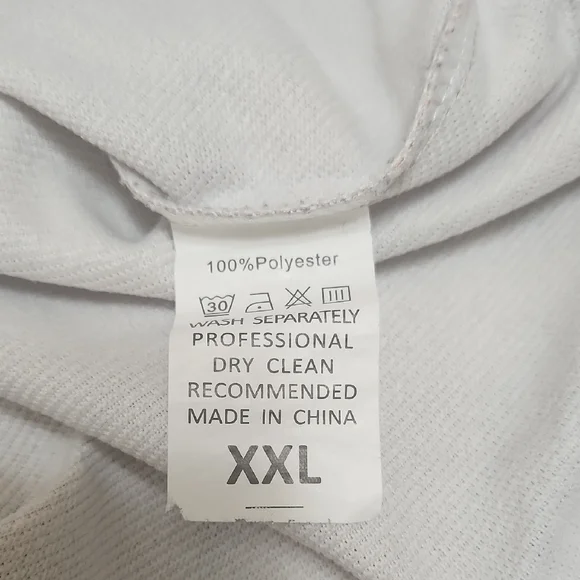 100%Polyester
30
WASH SEPARATELY
PROFESSIONAL
DRY CLEAN
RECOMMENDED
MADE IN CHINA
XXL